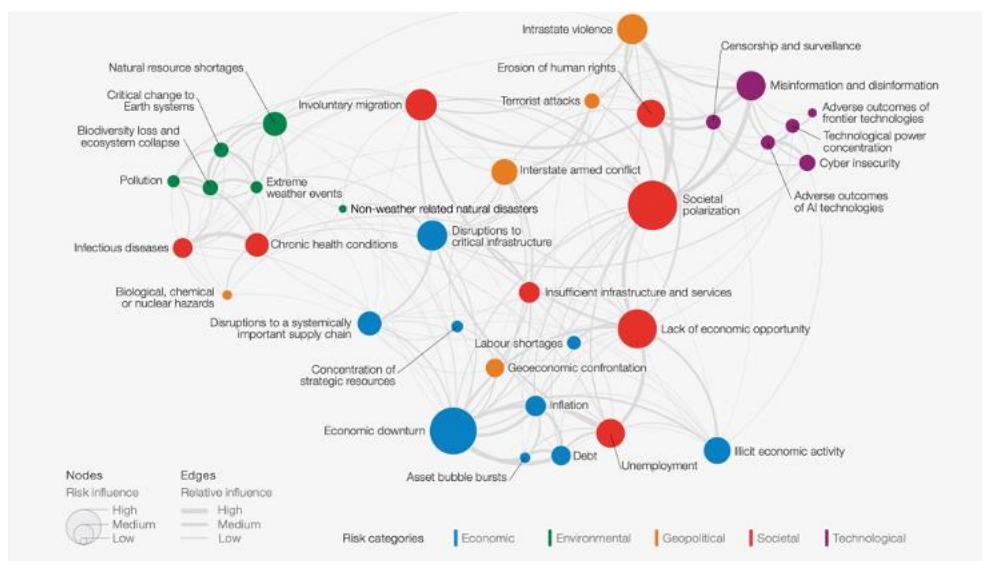 Intrastate violence
Censorship and surveillance
Natural resource shortages
Erosion of human rights
Misinformation and disinformation
Critical change to
Earth systems
Involuntary migration
Terrorist attacks
Adverse outcomes of
frontier technologies
Biodiversity loss and
ecosystem collapse
Technological power
concentration
Cyber insecurity
Interstate armed conflict
Pollution
Extreme
weather events
Societal
polarization
Adverse outcomes
of AI technologies
Non-weather related natural disasters
Disruptions to
critical infrastructure
Infectious diseases
Chronic health conditions
Biological, chemical
or nuclear hazards
Insufficient infrastructure and services
Disruptions to a systemically
important supply chain
Lack of economic opportunity
Labour shortages
Concentration of
strategic resources
Geoeconomic confrontation
Inflation
Economic downturn
Illicit economic activity
Debt
Unemployment
Asset bubble bursts
Nodes
Risk influence
High
Medium
Low
Edges
Relative influence
High
Medium
Low
Risk categories
Economic
Environmental
Geopolitical
Societal
Technological